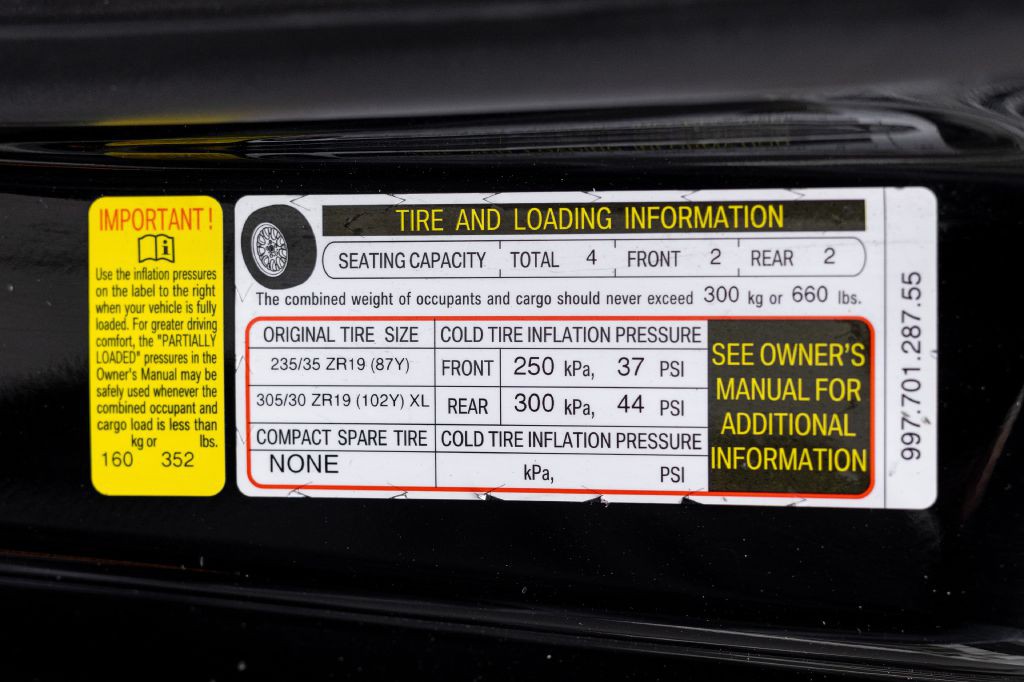 IMPORTANT!
Use the inflation pressures
on the label to the right
when your vehicle is fully
loaded. For greater driving
comfort, the "PARTIALLY
LOADED" pressures in the
Owner's Manual may be
safely used whenever the
combined occupant and
cargo load is less than
kg or lbs.
160 352
TIRE AND LOADING INFORMATION
SEATING CAPACITY TOTAL 4 FRONT 2 REAR 2
The combined weight of occupants and cargo should never exceed 300 kg or 660 lbs.
ORIGINAL TIRE SIZE COLD TIRE INFLATION PRESSURE
235/35 ZR19 (87Y) FRONT 250 kPa, 37 PSI
305/30 ZR19 (102Y) XL REAR 300 kPa, 44 PSI
COMPACT SPARE TIRE COLD TIRE INFLATION PRESSURE
NONE kPa, PSI
SEE OWNER'S
MANUAL FOR
ADDITIONAL
INFORMATION
997.701.287.55